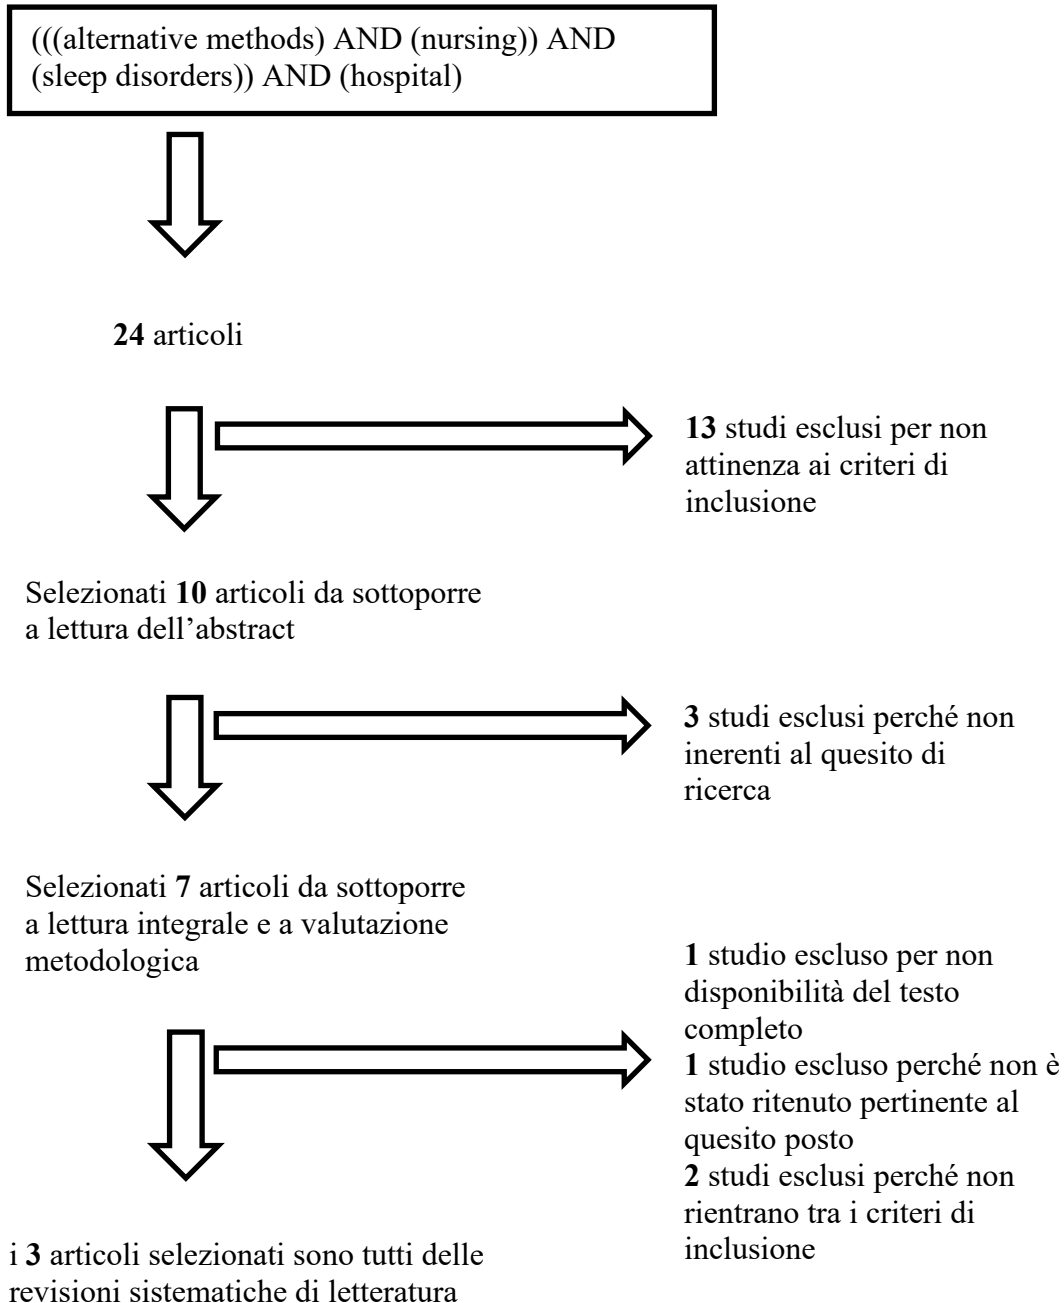 (((alternative methods) AND (nursing)) AND
(sleep disorders)) AND (hospital)
24 articoli
13 studi esclusi per non
attinenza ai criteri di
inclusione
Selezionati 10 articoli da sottoporre
a lettura dell’abstract
3 studi esclusi perché non
inerenti al quesito di
ricerca
Selezionati 7 articoli da sottoporre
a lettura integrale e a valutazione
metodologica
1 studio escluso per non
disponibilità del testo
completo
1 studio escluso perché non è
stato ritenuto pertinente al
quesito posto
2 studi esclusi perché non
rientrano tra i criteri di
inclusione
i 3 articoli selezionati sono tutti delle
revisioni sistematiche di letteratura